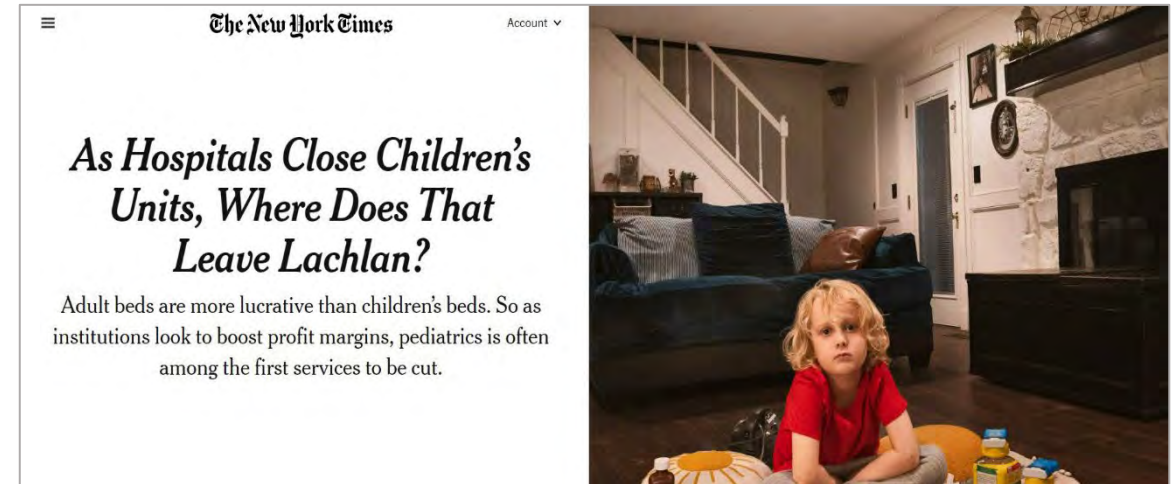 The New York Times
Account
As Hospitals Close Children's
Units, Where Does That
Leave Lachlan?
Adult beds are more lucrative than children's beds. So as
institutions look to boost profit margins, pediatrics is often
among the first services to be cut.